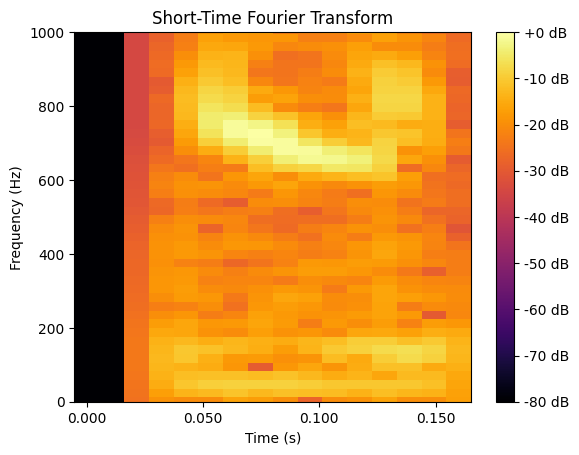 Short-Time Fourier Transform
1000
800
600
400
200
0
Frequency (Hz)
0.000
0.050
0.100
0.150
Time (s)
+0 dB
-10 dB
-20 dB
-30 dB
-40 dB
-50 dB
-60 dB
-70 dB
-80 dB